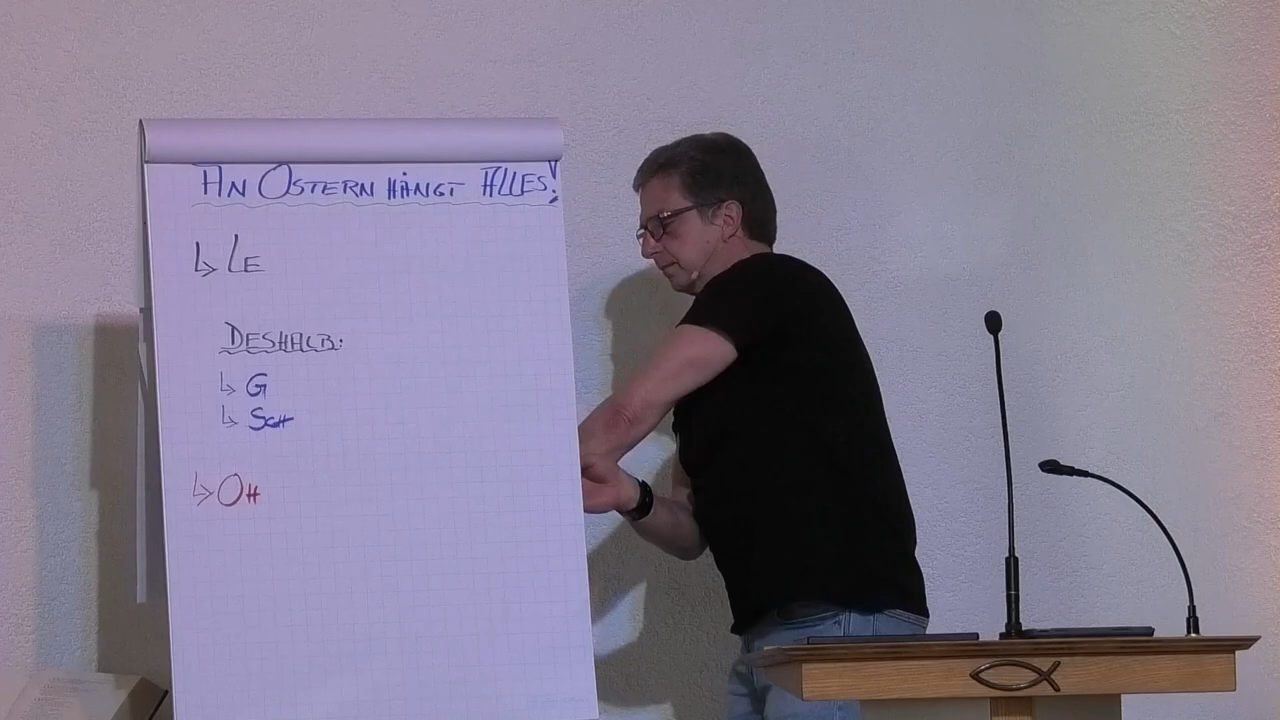 AN OSTERN HÄNGT ALLES!
↳ LE
DESHALB:
↳ G
↳ SCH
↳ OH